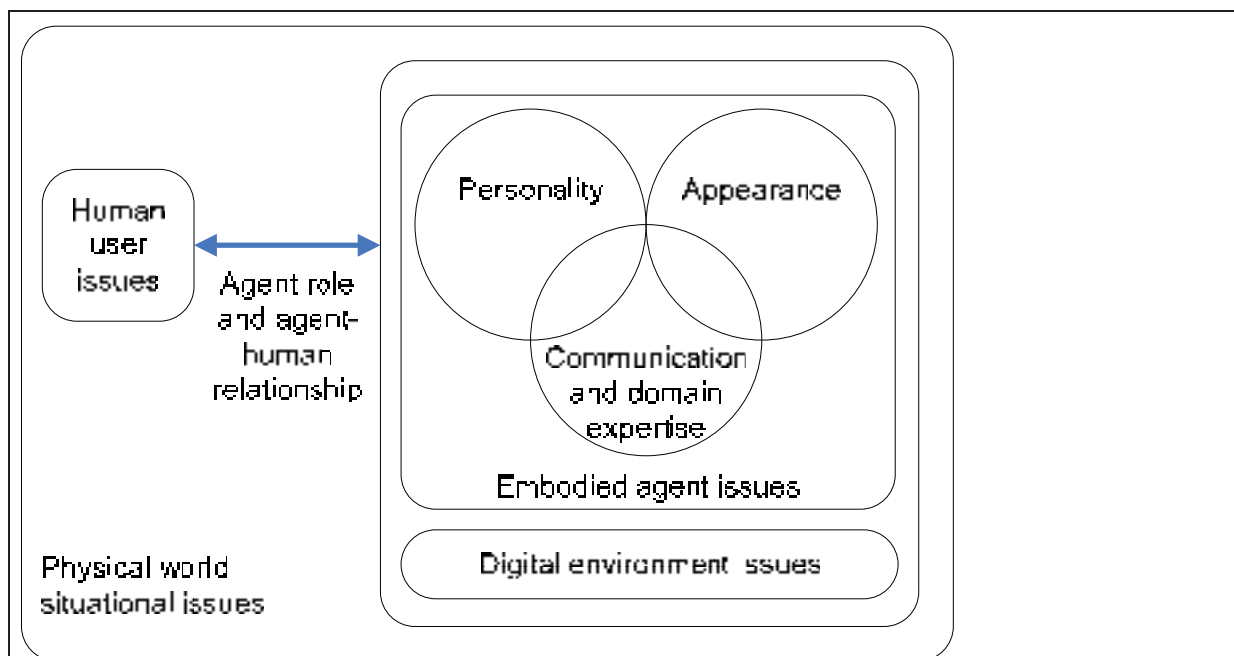 Personality
Appearance
Human
user
issues
Agent role
and agent-
human
relationship
Communication
and domain
expertise
Embodied agent issues
Digital environment ssues
Physical world
situational issues